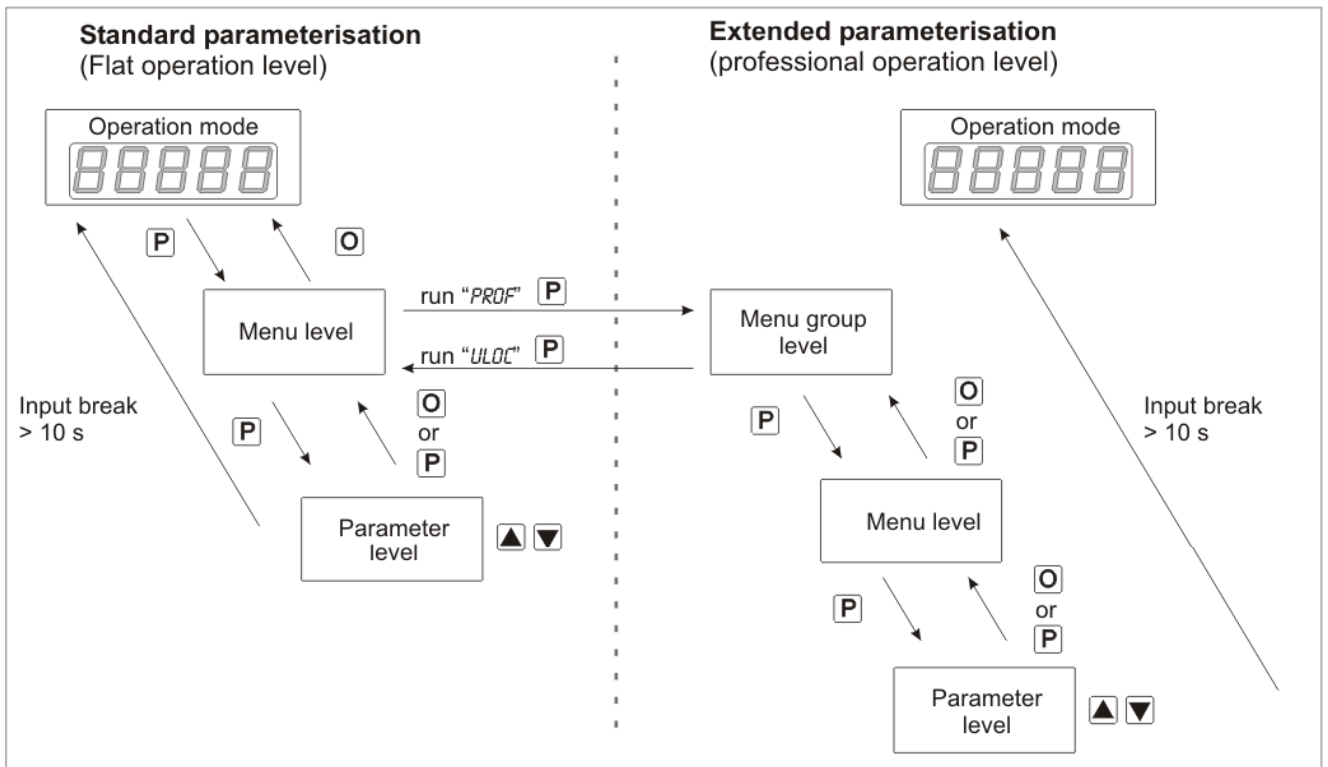 Standard parameterisation
(Flat operation level)
Extended parameterisation
(professional operation level)
Operation mode
88888
P
O
Menu level
run “PROF” P
run “ULOC” P
Input break
> 10 s
P
O
or
P
Parameter
level
▲ ▼
Operation mode
88888
Menu group
level
P
O
or
P
Menu level
Input break
> 10 s
P
O
or
P
Parameter
level
▲ ▼